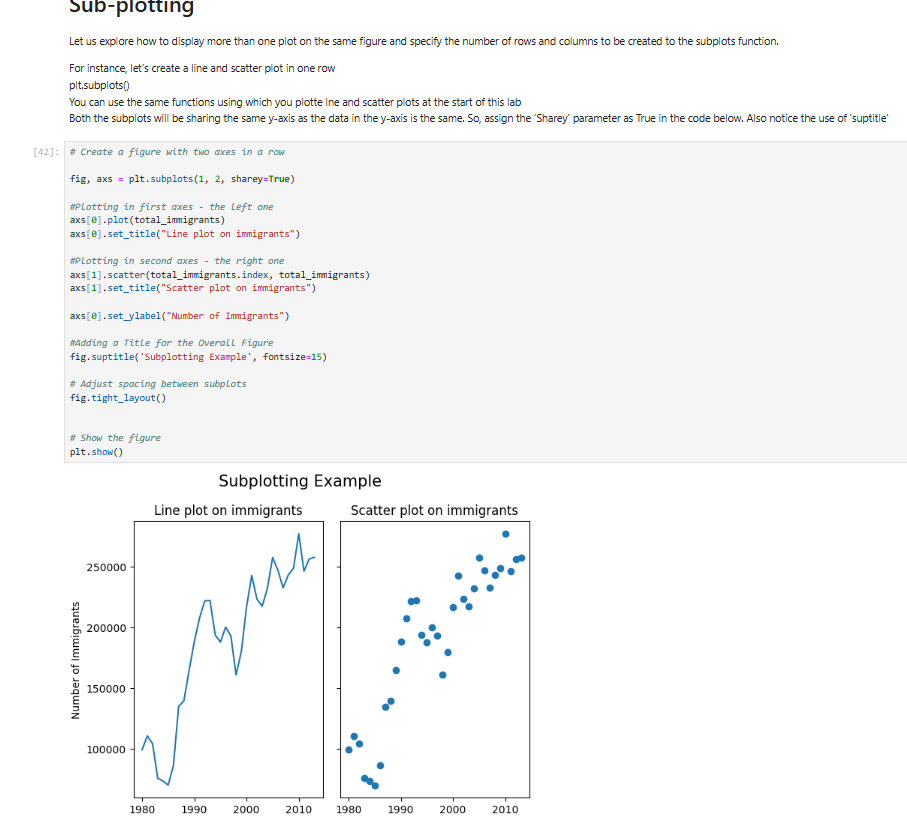 Sub-plotting
Let us explore how to display more than one plot on the same figure and specify the number of rows and columns to be created to the subplots function.
For instance, let's create a line and scatter plot in one row
plt.subplots()
You can use the same functions using which you plotte lne and scatter plots at the start of this lab
Both the subplots will be sharing the same y-axis as the data in the y-axis is the same. So, assign the 'Sharey' parameter as True in the code below. Also notice the use of 'suptitle'
[42]: # Create a figure with two axes in a row
fig, axs = plt.subplots(1, 2, sharey=True)
#Plotting in first axes - the left one
axs[0].plot(total_immigrants)
axs[0].set_title("Line plot on immigrants")
#Plotting in second axes - the right one
axs[1].scatter(total_immigrants.index, total_immigrants)
axs[1].set_title("Scatter plot on immigrants")
axs[0].set_ylabel("Number of Immigrants")
#Adding a Title for the Overall Figure
fig.suptitle('Subplotting Example', fontsize=15)
# Adjust spacing between subplots
fig.tight_layout()
# Show the figure
plt.show()
Subplotting Example
Line plot on immigrants Scatter plot on immigrants
Number of Immigrants
250000
200000
150000
100000
1980 1990 2000 2010 1980 1990 2000 2010